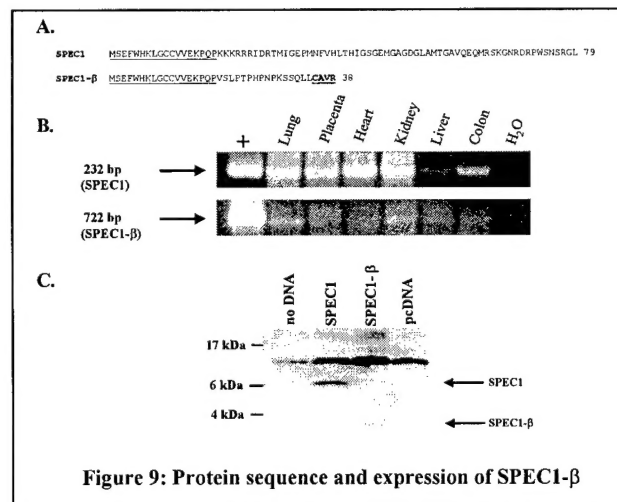 A.
SPEC1 MSEFWHKLGCCVVEKPQPKKKRRRIDRTMIGEPMNFVHLTHIGSGEMGAGDGLAMTGAVQEQMRSKGNRDRPWSNSRGL 79
SPEC1-β MSEFWHKLGCCVVEKPQPVSLPTPHPNPKSSQLLCAVR 38
B.
+ Lung Placenta Heart Kidney Liver Colon H₂O
232 bp
(SPEC1)
722 bp
(SPEC1-β)
C.
no DNA SPEC1 SPEC1-β pcDNA
17 kDa
6 kDa SPEC1
4 kDa SPEC1-β
Figure 9: Protein sequence and expression of SPEC1-β